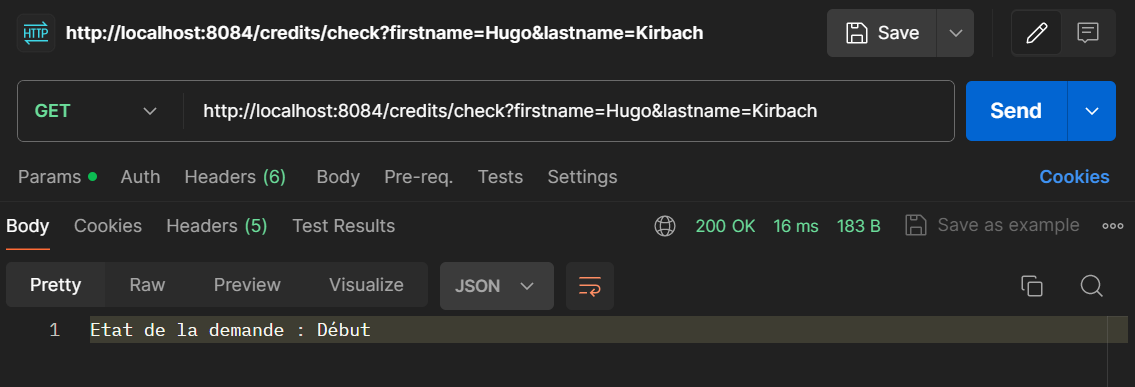 HTTP http://localhost:8084/credits/check?firstname=Hugo&lastname=Kirbach Save
GET http://localhost:8084/credits/check?firstname=Hugo&lastname=Kirbach Send
Params Auth Headers (6) Body Pre-req. Tests Settings Cookies
Body Cookies Headers (5) Test Results 200 OK 16 ms 183 B Save as example
Pretty Raw Preview Visualize JSON
1 Etat de la demande : Début